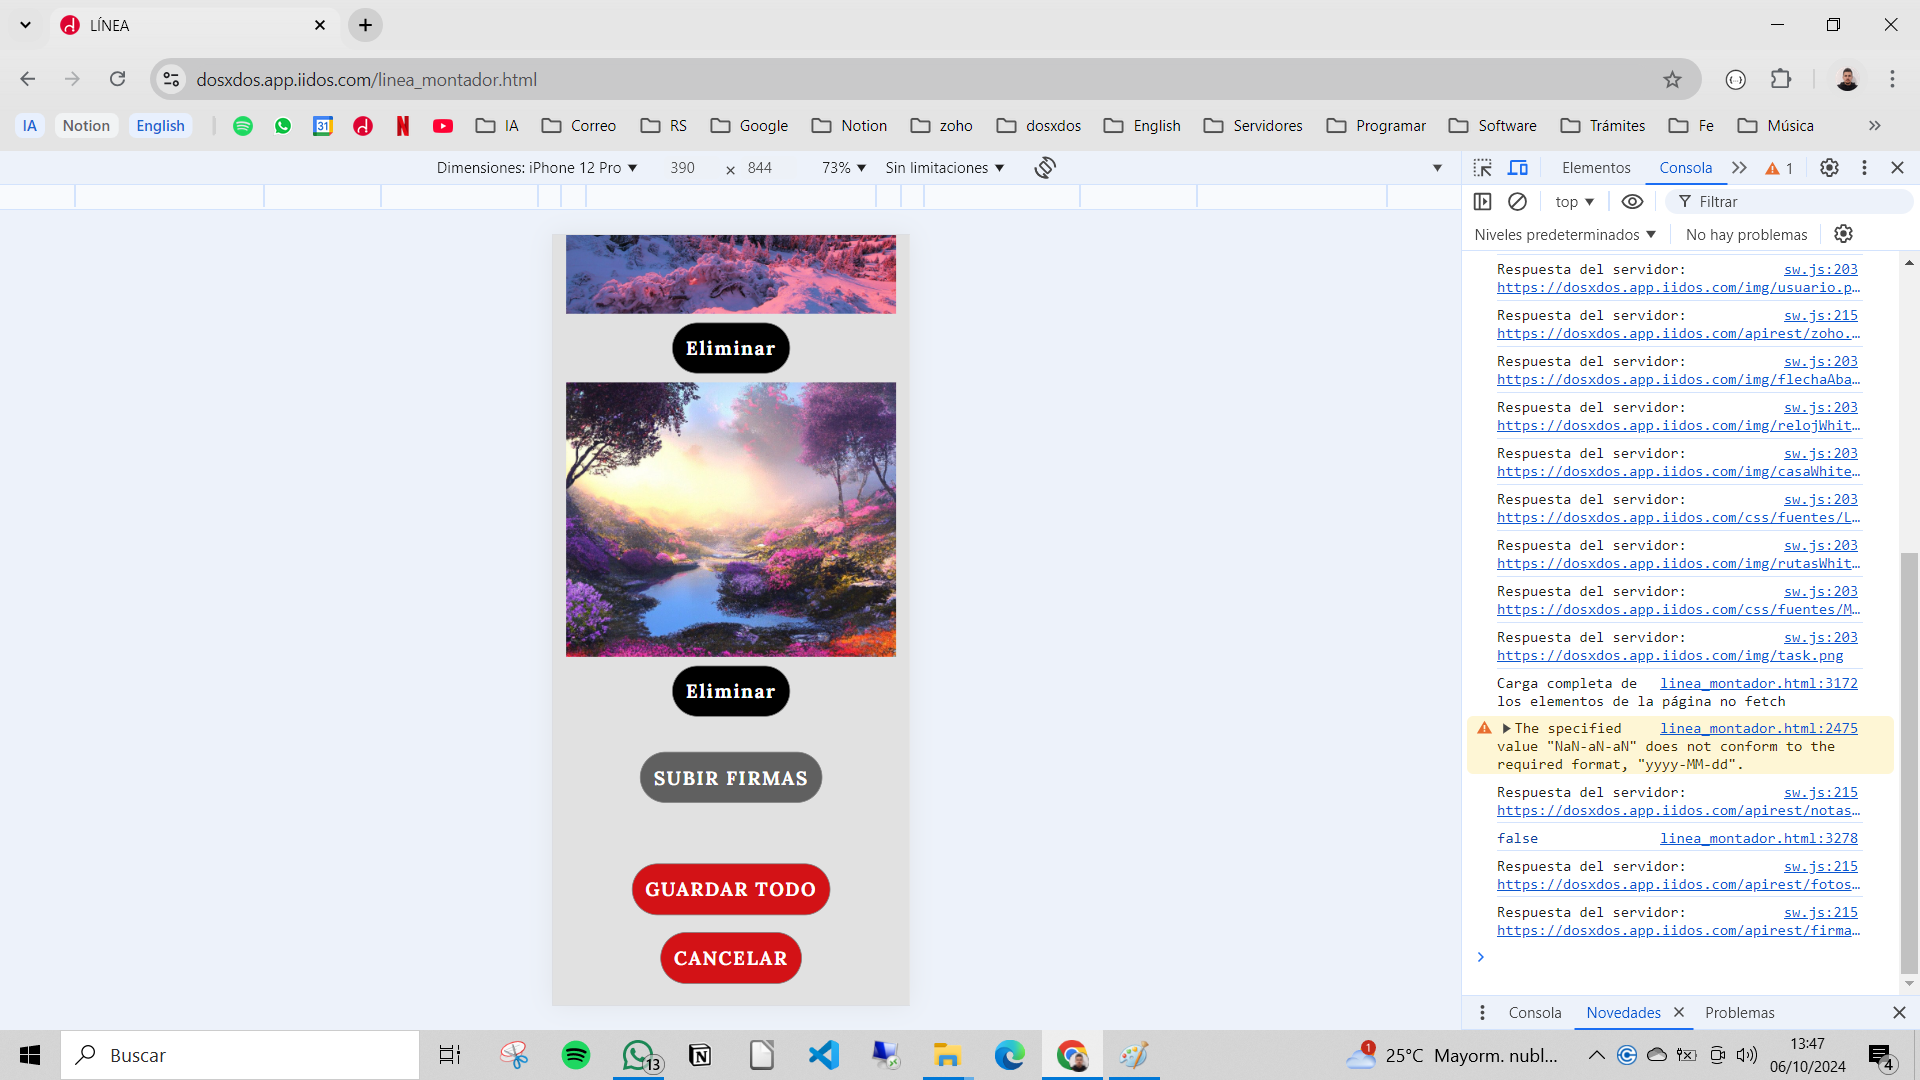 LÍNEA
dosxdos.app.iidos.com/linea_montador.html
IA Notion English IA Correo RS Google Notion zoho dosxdos English Servidores Programar Software Trámites Fe Música »
Dimensiones: iPhone 12 Pro ▼ 390 × 844 73% ▼ Sin limitaciones ▼
Elementos Consola 1
top ▼ Filtrar
Niveles predeterminados ▼ No hay problemas
Respuesta del servidor: sw.js:203
https://dosxdos.app.iidos.com/img/usuario.p…
Respuesta del servidor: sw.js:215
https://dosxdos.app.iidos.com/apirest/zoho.…
Respuesta del servidor: sw.js:203
https://dosxdos.app.iidos.com/img/flechaAba…
Respuesta del servidor: sw.js:203
https://dosxdos.app.iidos.com/img/relojWhit…
Respuesta del servidor: sw.js:203
https://dosxdos.app.iidos.com/img/casaWhite…
Respuesta del servidor: sw.js:203
https://dosxdos.app.iidos.com/css/fuentes/L…
Respuesta del servidor: sw.js:203
https://dosxdos.app.iidos.com/img/rutasWhit…
Respuesta del servidor: sw.js:203
https://dosxdos.app.iidos.com/css/fuentes/M…
Respuesta del servidor: sw.js:203
https://dosxdos.app.iidos.com/img/task.png
Carga completa de linea_montador.html:3172
los elementos de la página no fetch
The specified linea_montador.html:2475
value "NaN-aN-aN" does not conform to the
required format, "yyyy-MM-dd".
Respuesta del servidor: sw.js:215
https://dosxdos.app.iidos.com/apirest/notas…
false linea_montador.html:3278
Respuesta del servidor: sw.js:215
https://dosxdos.app.iidos.com/apirest/fotos…
Respuesta del servidor: sw.js:215
https://dosxdos.app.iidos.com/apirest/firma…
Consola Novedades Problemas
Eliminar
Eliminar
SUBIR FIRMAS
GUARDAR TODO
CANCELAR
Buscar
13
1
25°C Mayorm. nubl...
13:47
06/10/2024
4